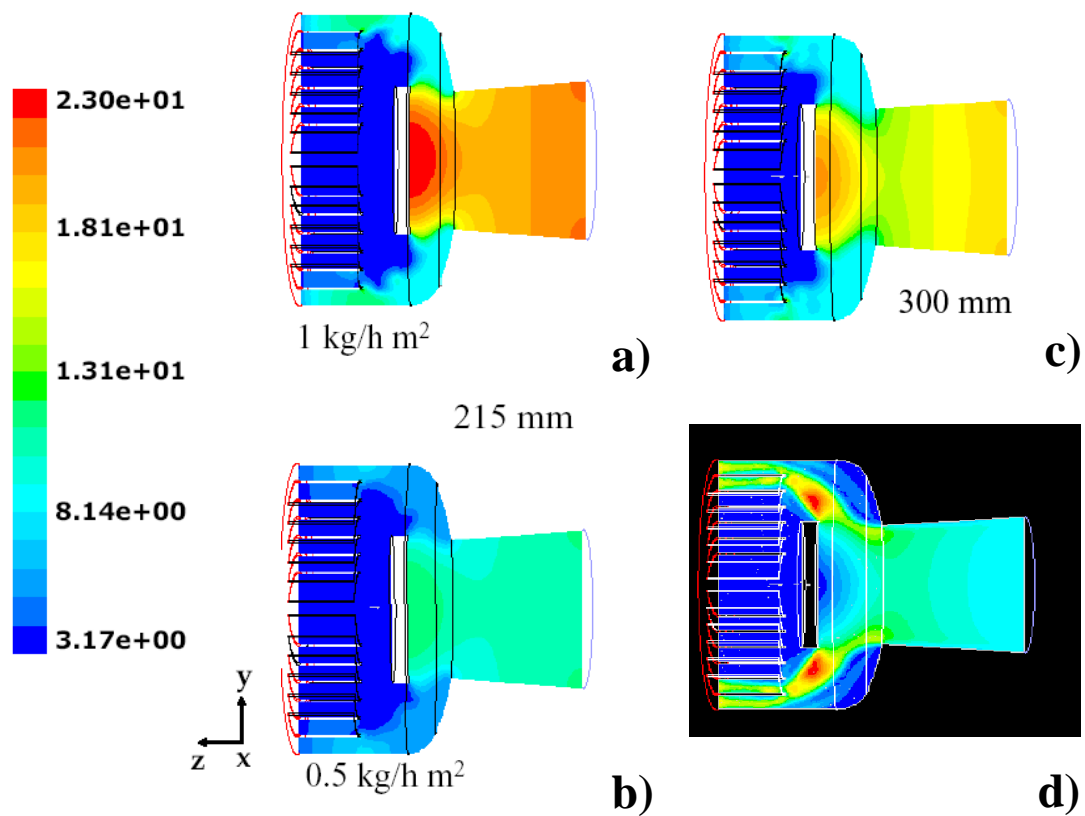 2.30e+01
1.81e+01
1.31e+01
8.14e+00
3.17e+00
1 kg/h m²
a)
300 mm
c)
215 mm
y
z
x
0.5 kg/h m²
b)
d)